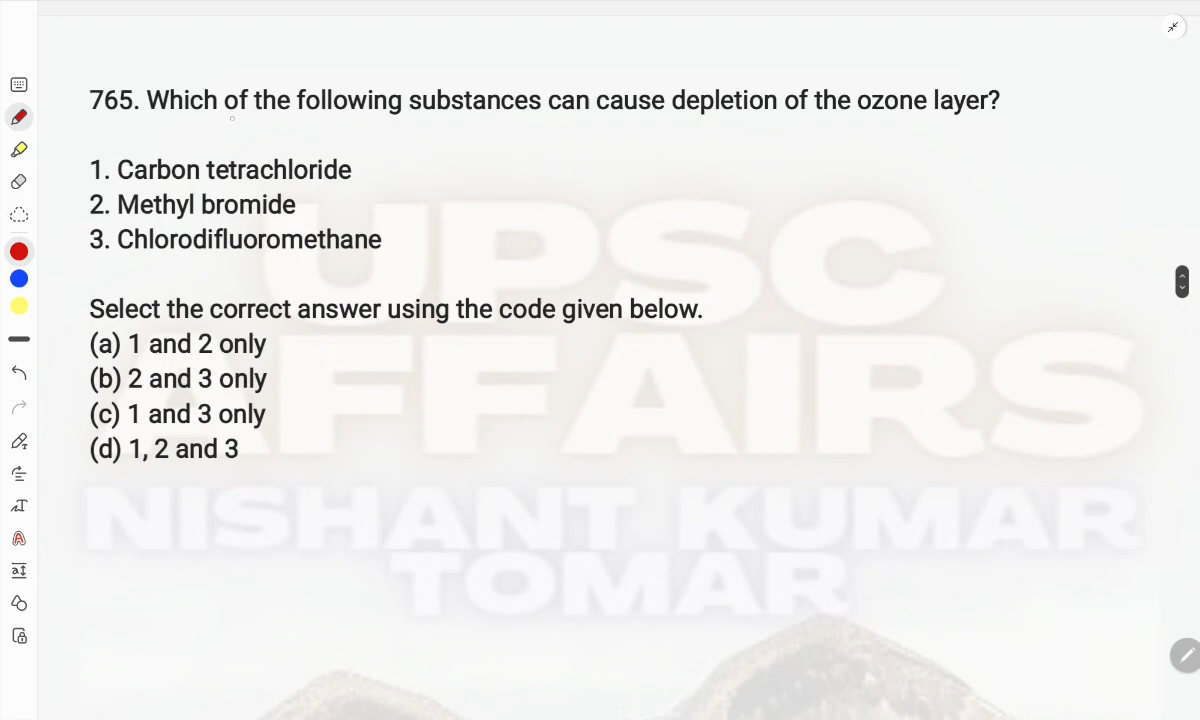 765. Which of the following substances can cause depletion of the ozone layer?
1. Carbon tetrachloride
2. Methyl bromide
3. Chlorodifluoromethane
Select the correct answer using the code given below.
(a) 1 and 2 only
(b) 2 and 3 only
(c) 1 and 3 only
(d) 1, 2 and 3
UPSC
AFFAIRS
NISHANT KUMAR
TOMAR